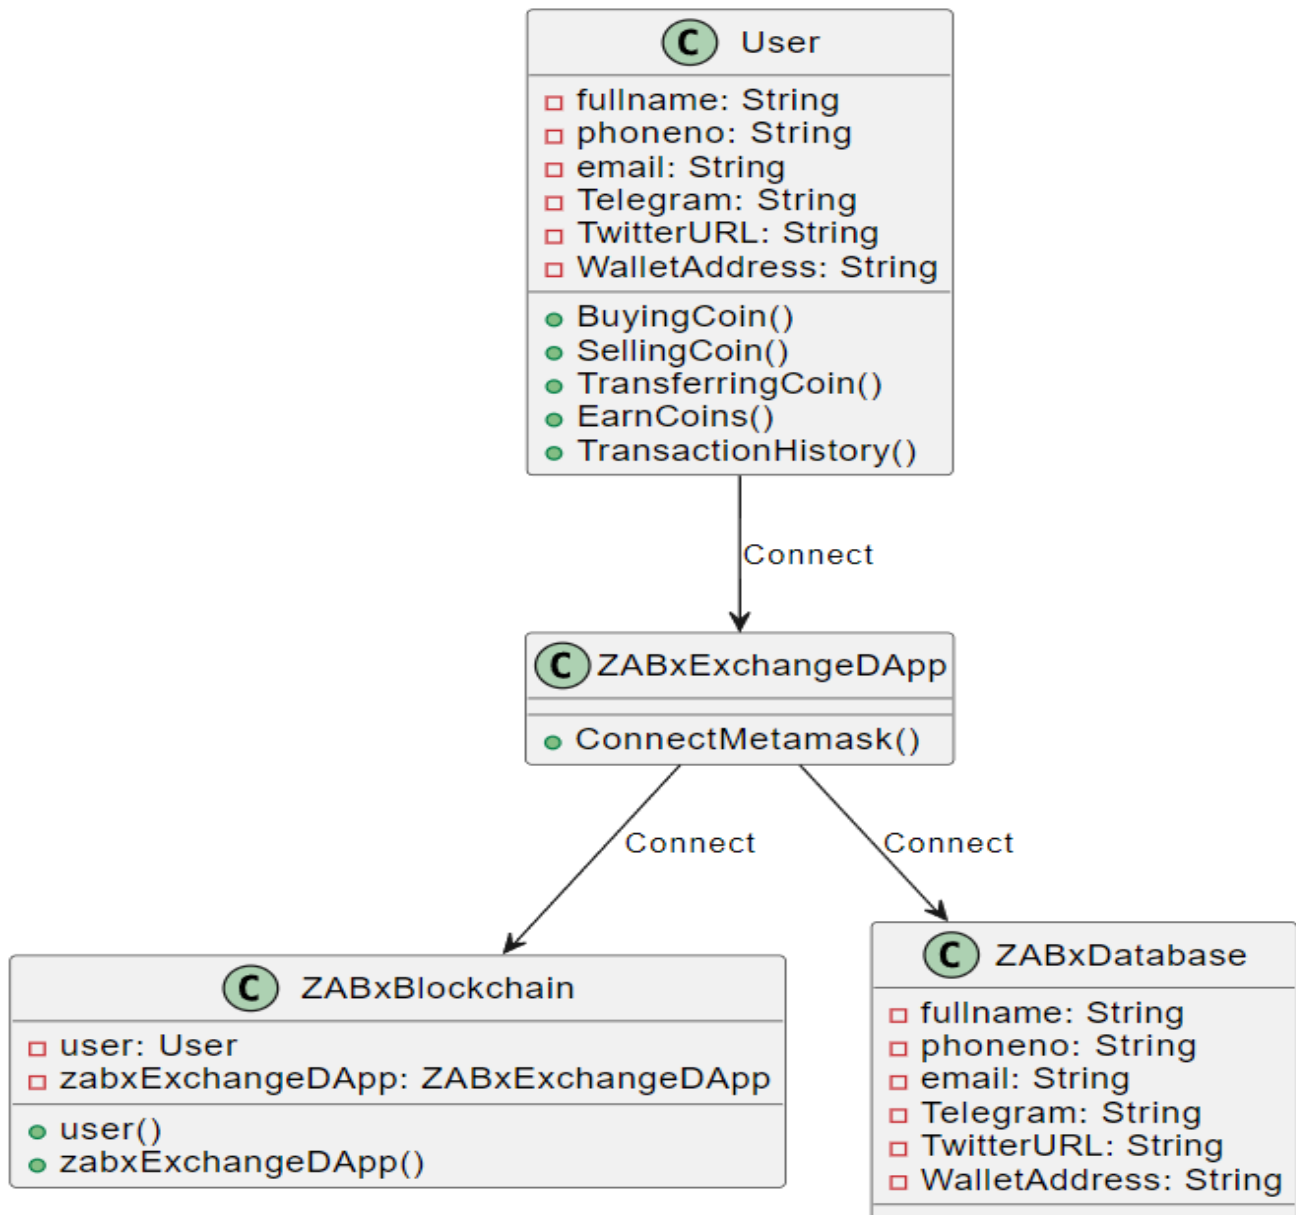 C User
fullname: String
phoneno: String
email: String
Telegram: String
TwitterURL: String
WalletAddress: String
BuyingCoin()
SellingCoin()
TransferringCoin()
EarnCoins()
TransactionHistory()
Connect
C ZABxExchangeDApp
ConnectMetamask()
Connect
Connect
C ZABxBlockchain
user: User
zabxExchangeDApp: ZABxExchangeDApp
user()
zabxExchangeDApp()
C ZABxDatabase
fullname: String
phoneno: String
email: String
Telegram: String
TwitterURL: String
WalletAddress: String